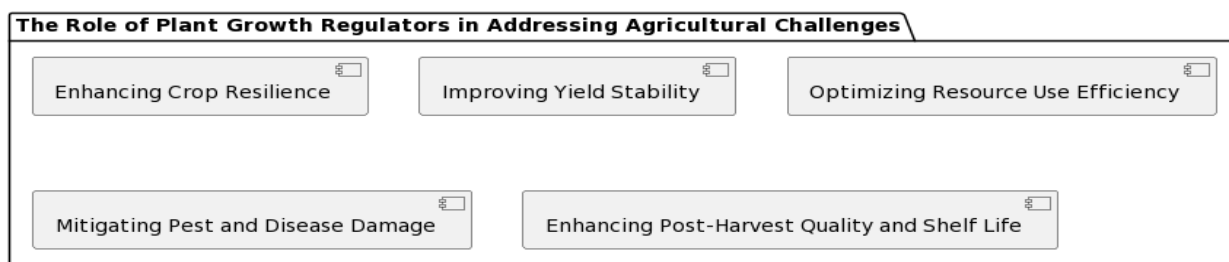 The Role of Plant Growth Regulators in Addressing Agricultural Challenges
Enhancing Crop Resilience
Improving Yield Stability
Optimizing Resource Use Efficiency
Mitigating Pest and Disease Damage
Enhancing Post-Harvest Quality and Shelf Life